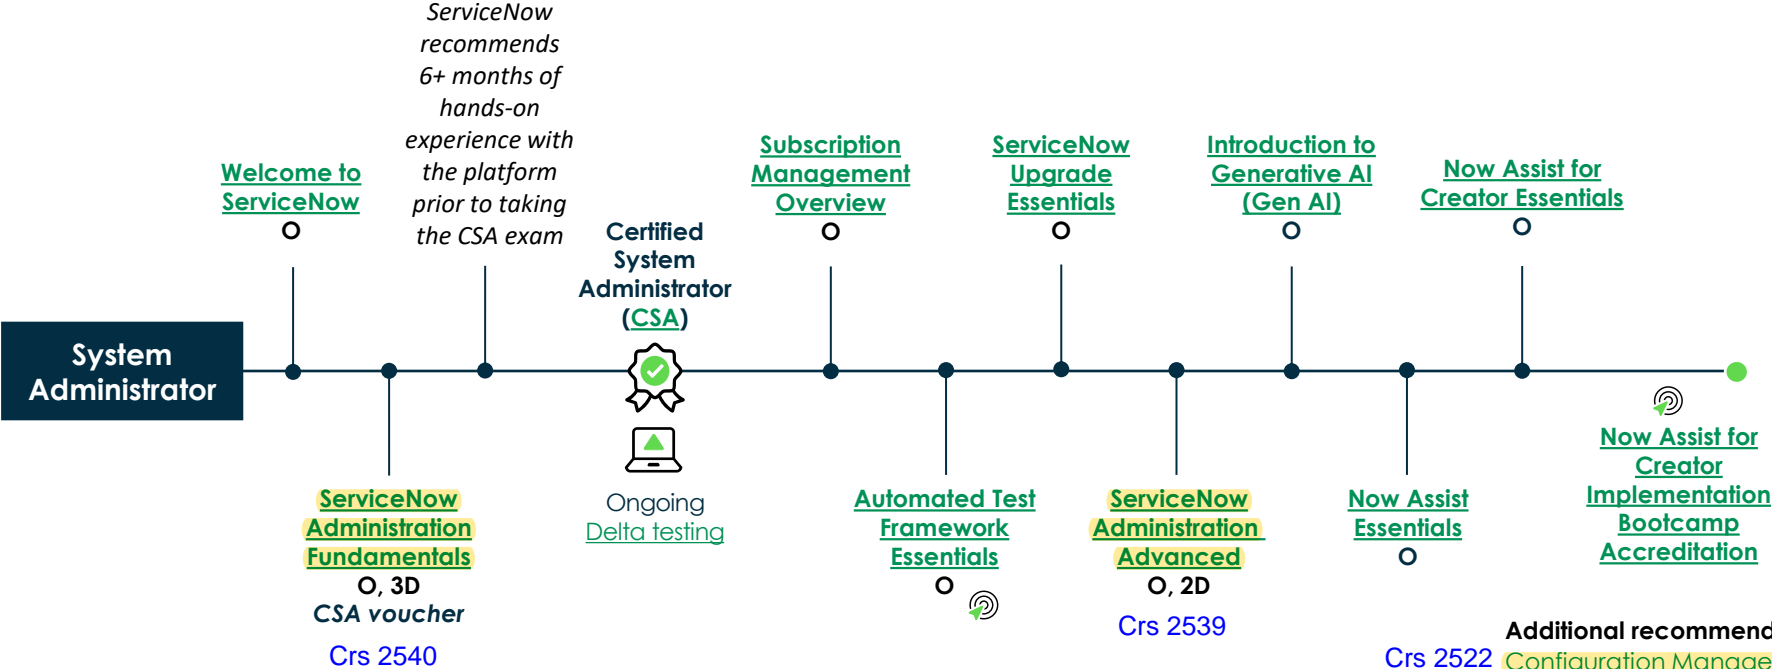 ServiceNow
recommends
6+ months of
hands-on
experience with
the platform
prior to taking
the CSA exam
Welcome to
ServiceNow
O
Certified
System
Administrator
(CSA)
Subscription
Management
Overview
O
ServiceNow
Upgrade
Essentials
O
Introduction to
Generative AI
(Gen AI)
O
Now Assist for
Creator Essentials
O
System
Administrator
ServiceNow
Administration
Fundamentals
O, 3D
CSA voucher
Crs 2540
Ongoing
Delta testing
Automated Test
Framework
Essentials
O
ServiceNow
Administration
Advanced
O, 2D
Crs 2539
Now Assist
Essentials
O
Now Assist for
Creator
Implementation
Bootcamp
Accreditation
Additional recommend
Crs 2522 Configuration Manage